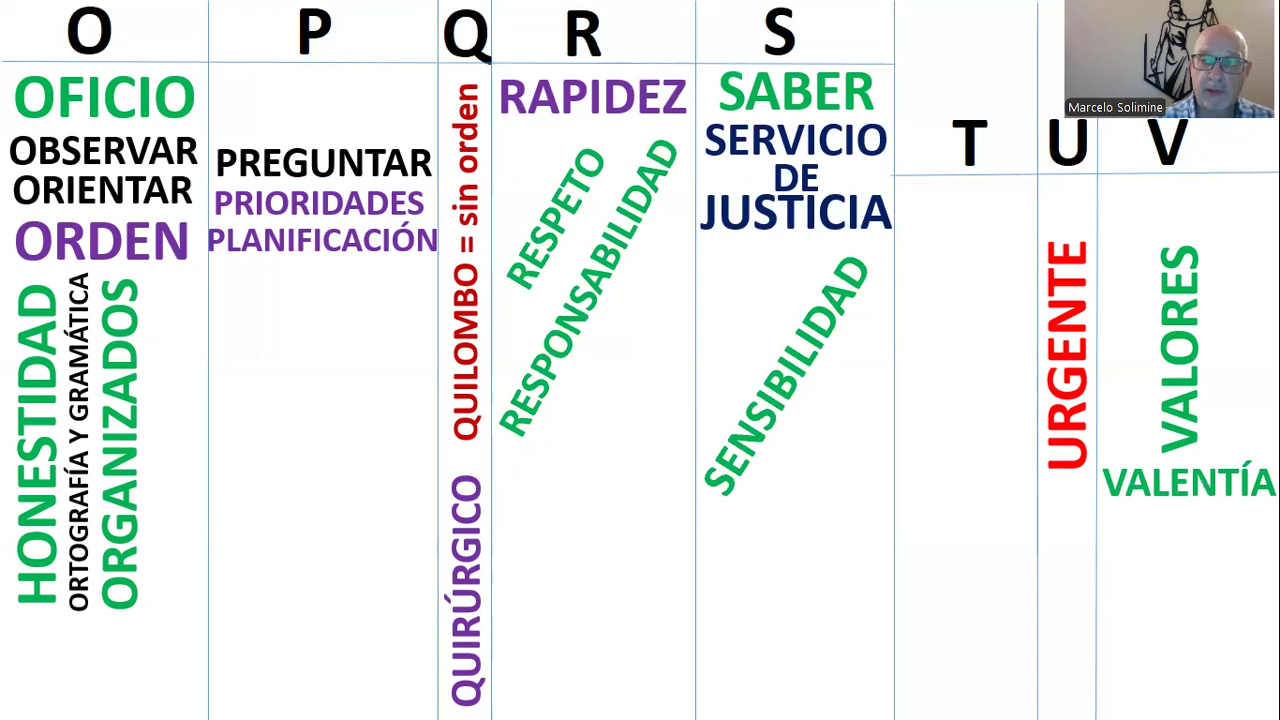 O
OFICIO
OBSERVAR
ORIENTAR
ORDEN
HONESTIDAD
ORTOGRAFÍA Y GRAMÁTICA
ORGANIZADOS
P
PREGUNTAR
PRIORIDADES
PLANIFICACIÓN
Q
QUILOMBO = sin orden
QUIRÚRGICO
R
RAPIDEZ
RESPETO
RESPONSABILIDAD
S
SABER
SERVICIO
DE
JUSTICIA
SENSIBILIDAD
T
U
URGENTE
V
VALORES
VALENTÍA
Marcelo Solimine